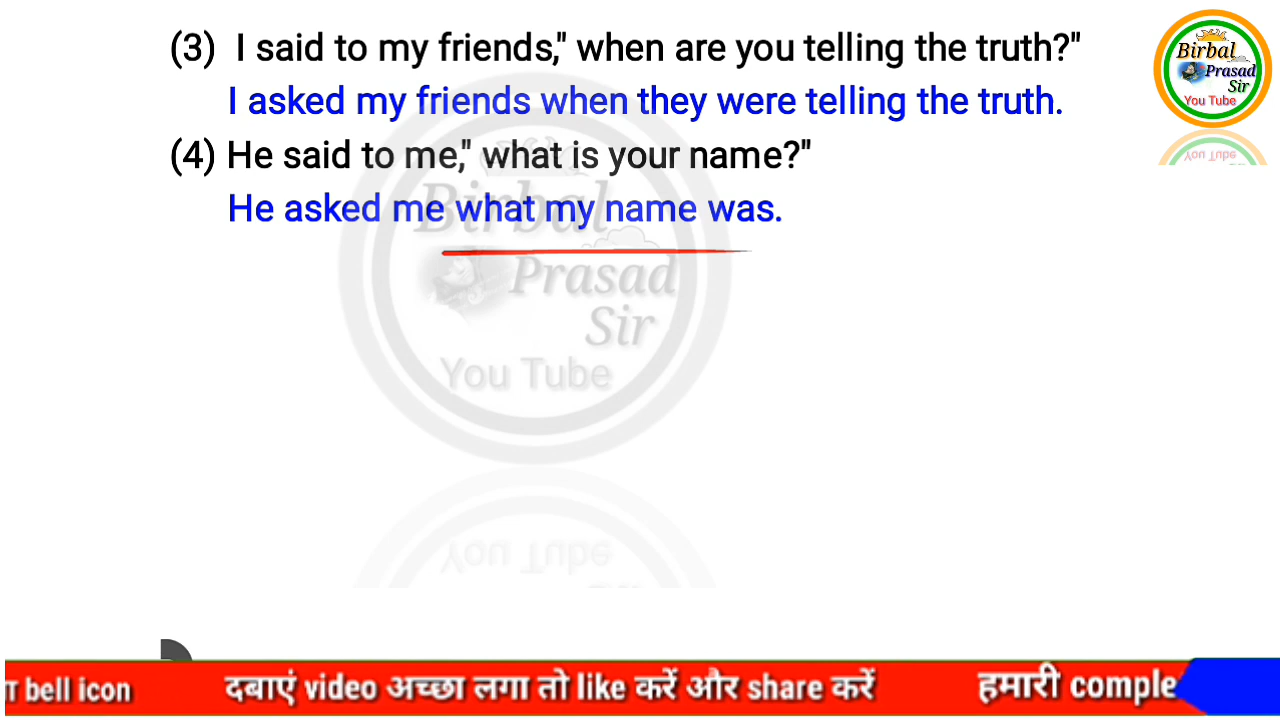 (3) I said to my friends," when are you telling the truth?"
I asked my friends when they were telling the truth.
(4) He said to me," what is your name?"
He asked me what my name was.
Birbal
Prasad
Sir
You Tube
Birbal
Prasad
Sir
You Tube
bell icon दबाएं video अच्छा लगा तो like करें और share करें हमारी comple